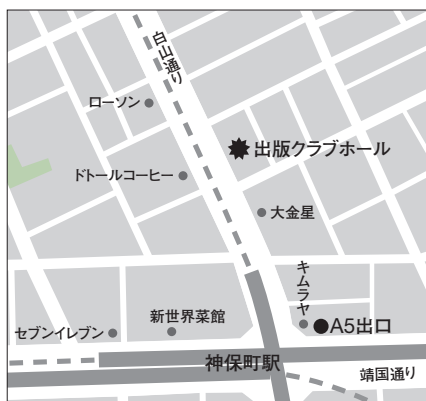 白山通り
ローソン
出版クラブホール
ドトールコーヒー
大金星
キムラヤ
新世界菜館
A5出口
セブンイレブン
神保町駅
靖国通り